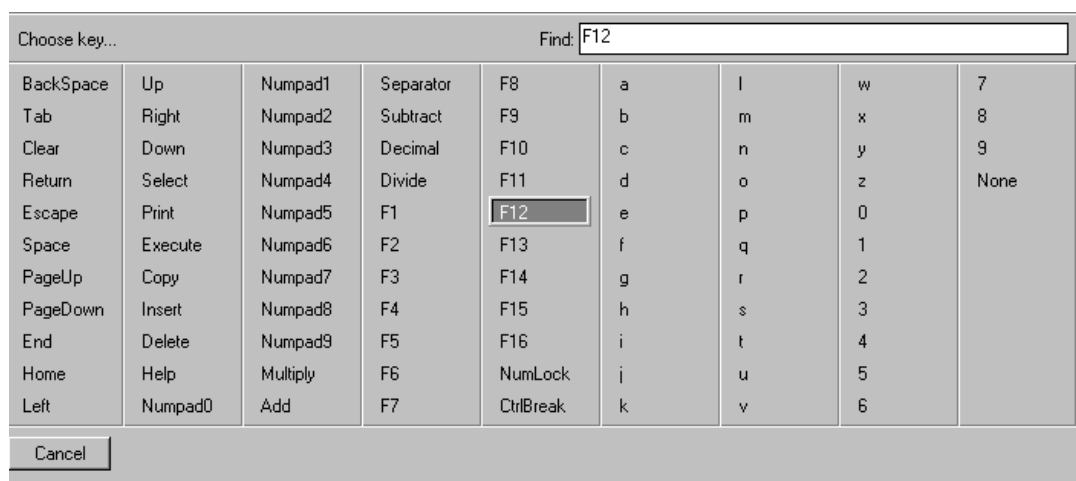 Choose key... Find: F12
BackSpace Up Numpad1 Separator F8 a l w 7
Tab Right Numpad2 Subtract F9 b m x 8
Clear Down Numpad3 Decimal F10 c n y 9
Return Select Numpad4 Divide F11 d o z None
Escape Print Numpad5 F1 F12 e p 0
Space Execute Numpad6 F2 F13 f q 1
PageUp Copy Numpad7 F3 F14 g r 2
PageDown Insert Numpad8 F4 F15 h s 3
End Delete Numpad9 F5 F16 i t 4
Home Help Multiply F6 NumLock j u 5
Left Numpad0 Add F7 CtrlBreak k v 6
Cancel